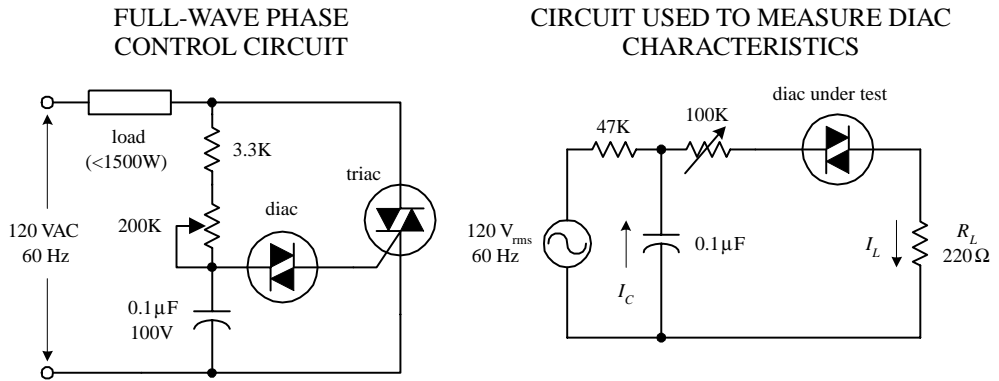 FULL-WAVE PHASE
CONTROL CIRCUIT
load
(<1500W)
3.3K
triac
200K
diac
120 VAC
60 Hz
0.1μF
100V
CIRCUIT USED TO MEASURE DIAC
CHARACTERISTICS
diac under test
47K
100K
120 Vrms
60 Hz
0.1μF
IC
IL
RL
220Ω